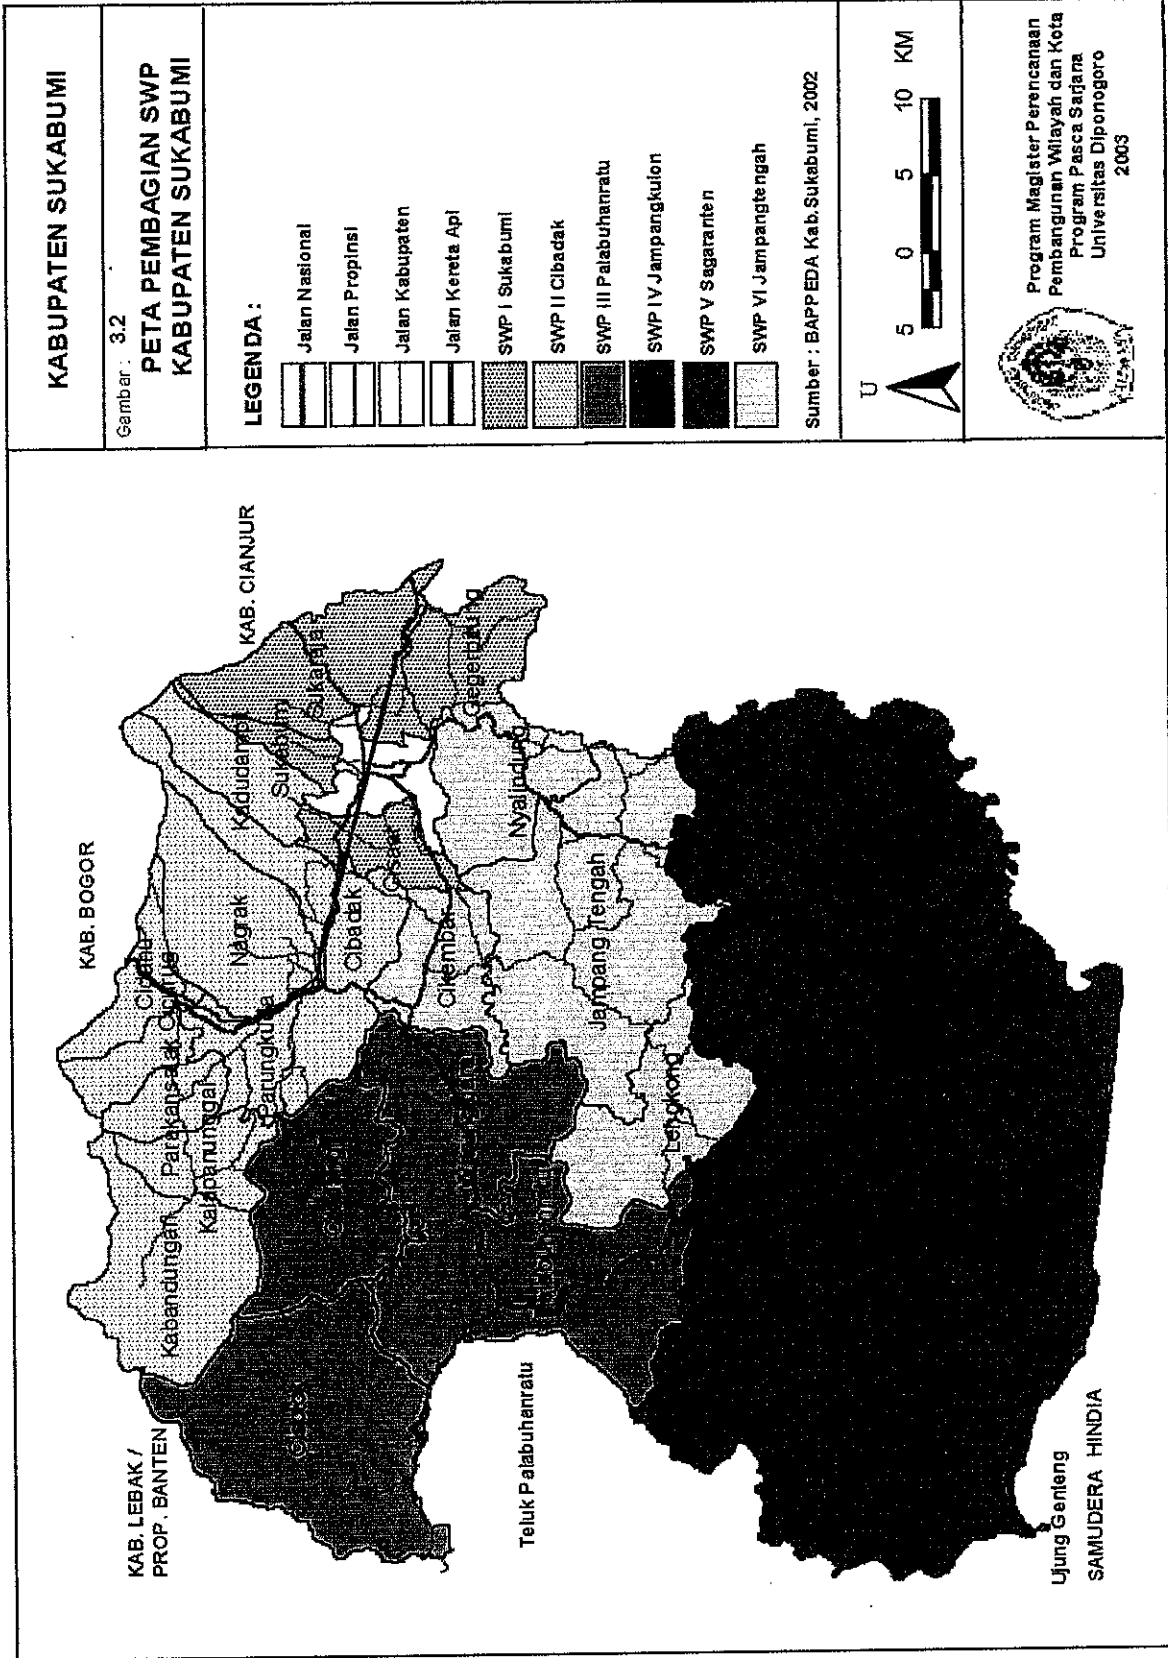 KABUPATEN SUKABUMI
Gambar : 3.2
PETA PEMBAGIAN SWP
KABUPATEN SUKABUMI
LEGENDA :
Jalan Nasional
Jalan Propinsi
Jalan Kabupaten
Jalan Kereta Api
SWP I Sukabumi
SWP II Cibadak
SWP III Palabuhanratu
SWP IV Jampangkulon
SWP V Sagaranten
SWP VI Jampangtengah
Sumber : BAPPEDA Kab.Sukabumi, 2002
U
5 0 5 10 KM
Program Magister Perencanaan
Pembangunan Wilayah dan Kota
Program Pasca Sarjana
Universitas Diponogoro
2003
KAB. LEBAK /
PROP. BANTEN
KAB. BOGOR
KAB. CIANJUR
Kabandungan
Kalapanunggal
Parakansalak
Cicurug
Cidahu
Parungkuda
Nagrak
Kadudampit
Sukabumi
Sukaraja
Cibadak
Cisaat
Cikembar
Gegerbitung
Nyalindung
Jampang Tengah
Lengkong
Teluk Palabuhanratu
Ujung Genteng
SAMUDERA HINDIA